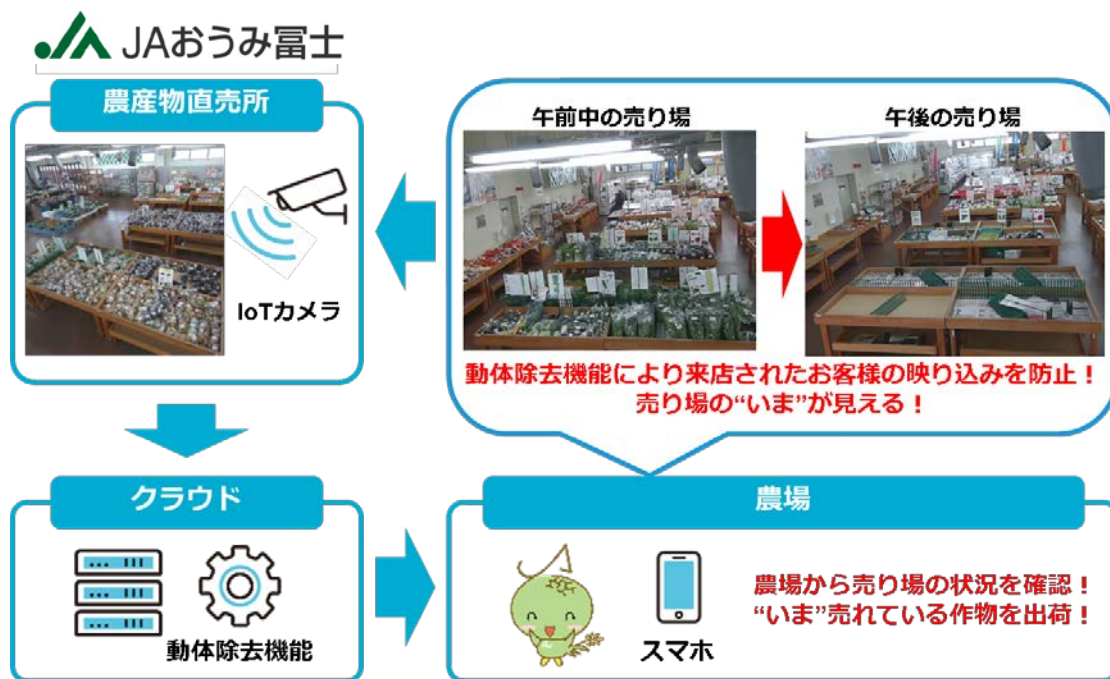 JAおうみ冨士
農産物直売所
IoTカメラ
午前中の売り場
午後の売り場
動体除去機能により来店されたお客様の映り込みを防止！
売り場の“いま”が見える！
クラウド
動体除去機能
農場
スマホ
農場から売り場の状況を確認！
“いま”売れている作物を出荷！